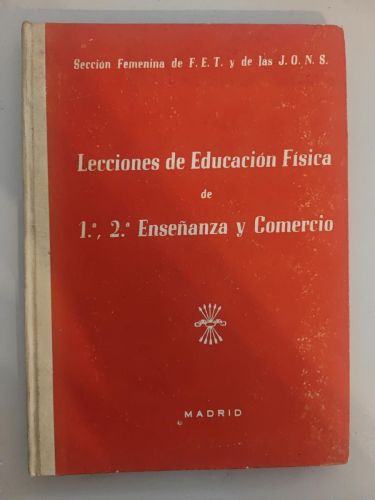 Sección Femenina de F. E. T. y de las J. O. N. S.
Lecciones de Educación Física
de
1.ª, 2.ª Enseñanza y Comercio
MADRID